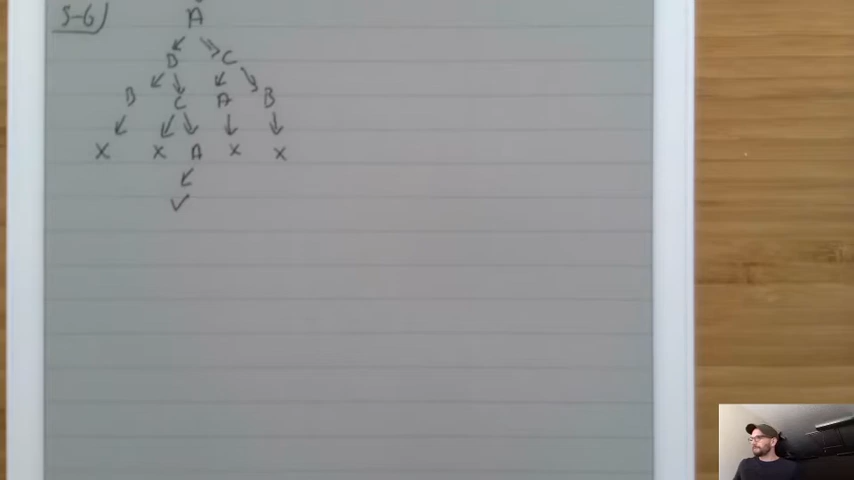 5-6)
A
B C
B C A B
X X A X X
✓